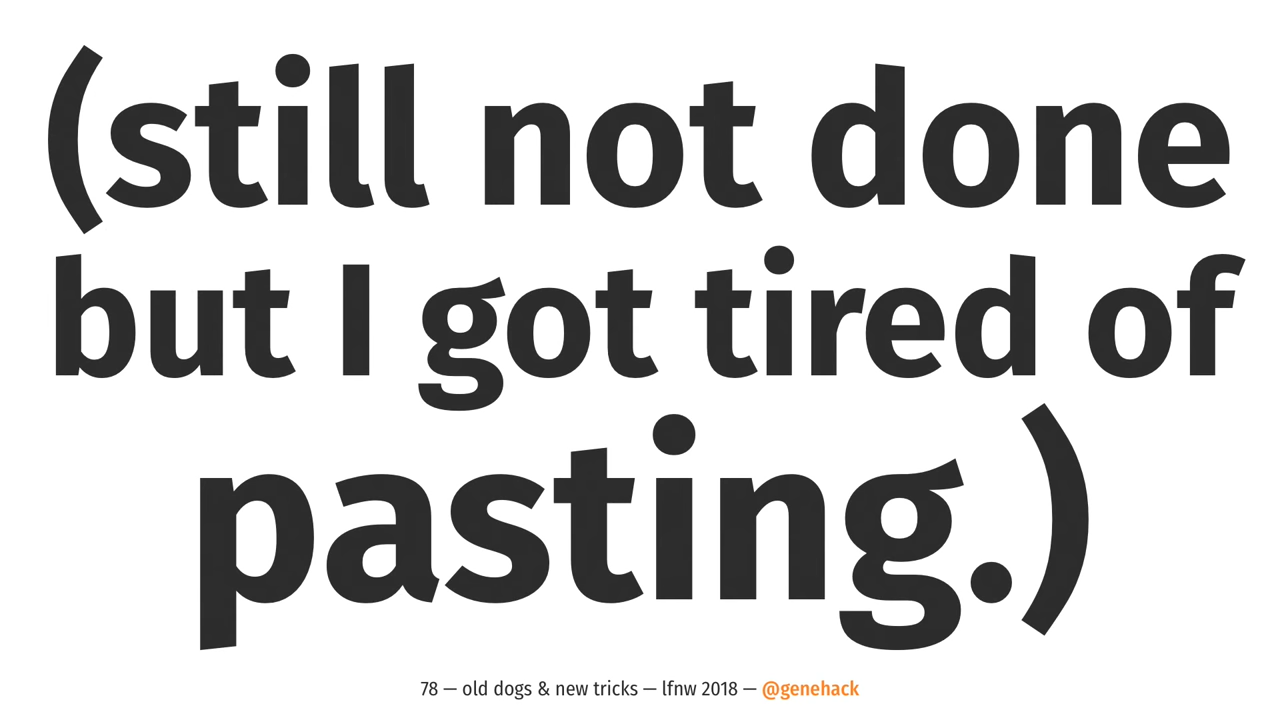 (still not done
but I got tired of
pasting.)
78 — old dogs & new tricks — lfnw 2018 — @genehack